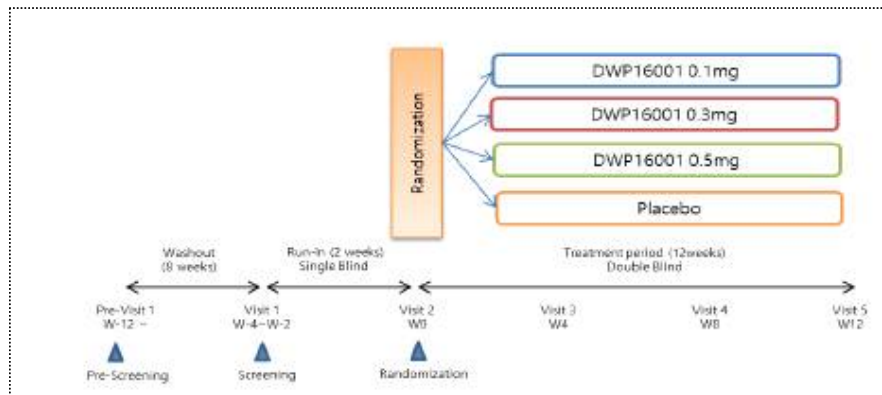 Randomization
DWP16001 0.1mg
DWP16001 0.3mg
DWP16001 0.5mg
Placebo
Washout
(8 weeks)
Run-in (2 weeks)
Single Blind
Treatment period (12weeks)
Double Blind
Pre-Visit 1
W-12 ~
Visit 1
W-4~W-2
Visit 2
W0
Visit 3
W4
Visit 4
W8
Visit 5
W12
Pre-Screening
Screening
Randomization